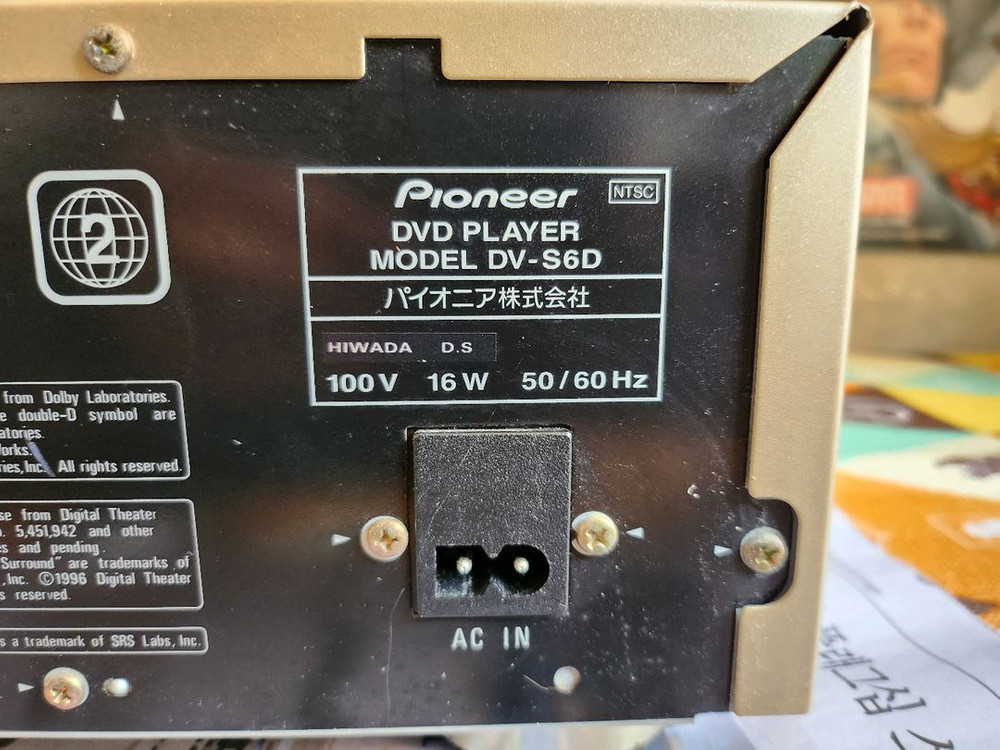 2
Pioneer NTSC
DVD PLAYER
MODEL DV-S6D
パイオニア株式会社
HIWADA D.S
100V 16W 50/60Hz
from Dolby Laboratories.
double-D symbol are
atories.
orks.
ries, Inc. All rights reserved.
se from Digital Theater
5,451,942 and other
s and pending.
Surround" are trademarks of
, Inc. ©1996 Digital Theater
s reserved.
s a trademark of SRS Labs, Inc.
AC IN